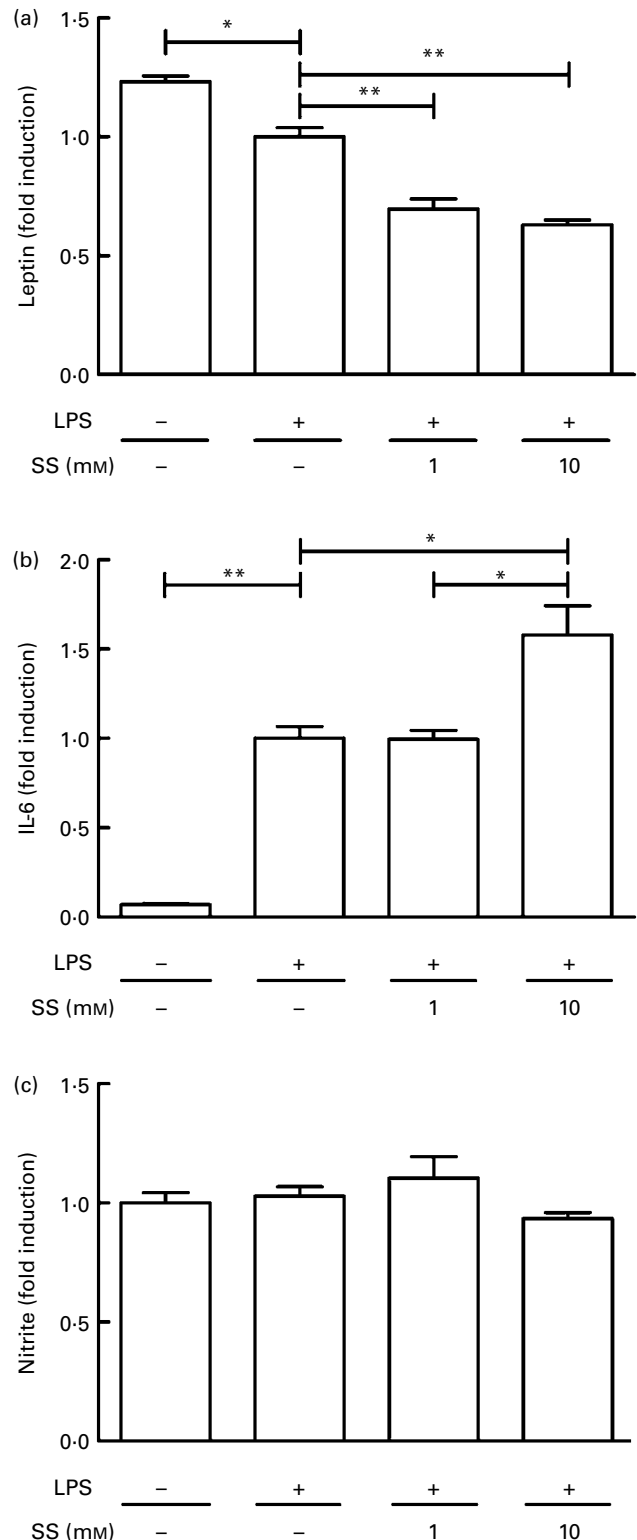 (a)
1·5
*
**
**
1·0
0·5
0·0
Leptin (fold induction)
LPS – + + +
SS (mM) – – 1 10
(b)
2·0
*
**
*
1·5
1·0
0·5
0·0
IL-6 (fold induction)
LPS – + + +
SS (mM) – – 1 10
(c)
1·5
1·0
0·5
0·0
Nitrite (fold induction)
LPS – + + +
SS (mM) – – 1 10